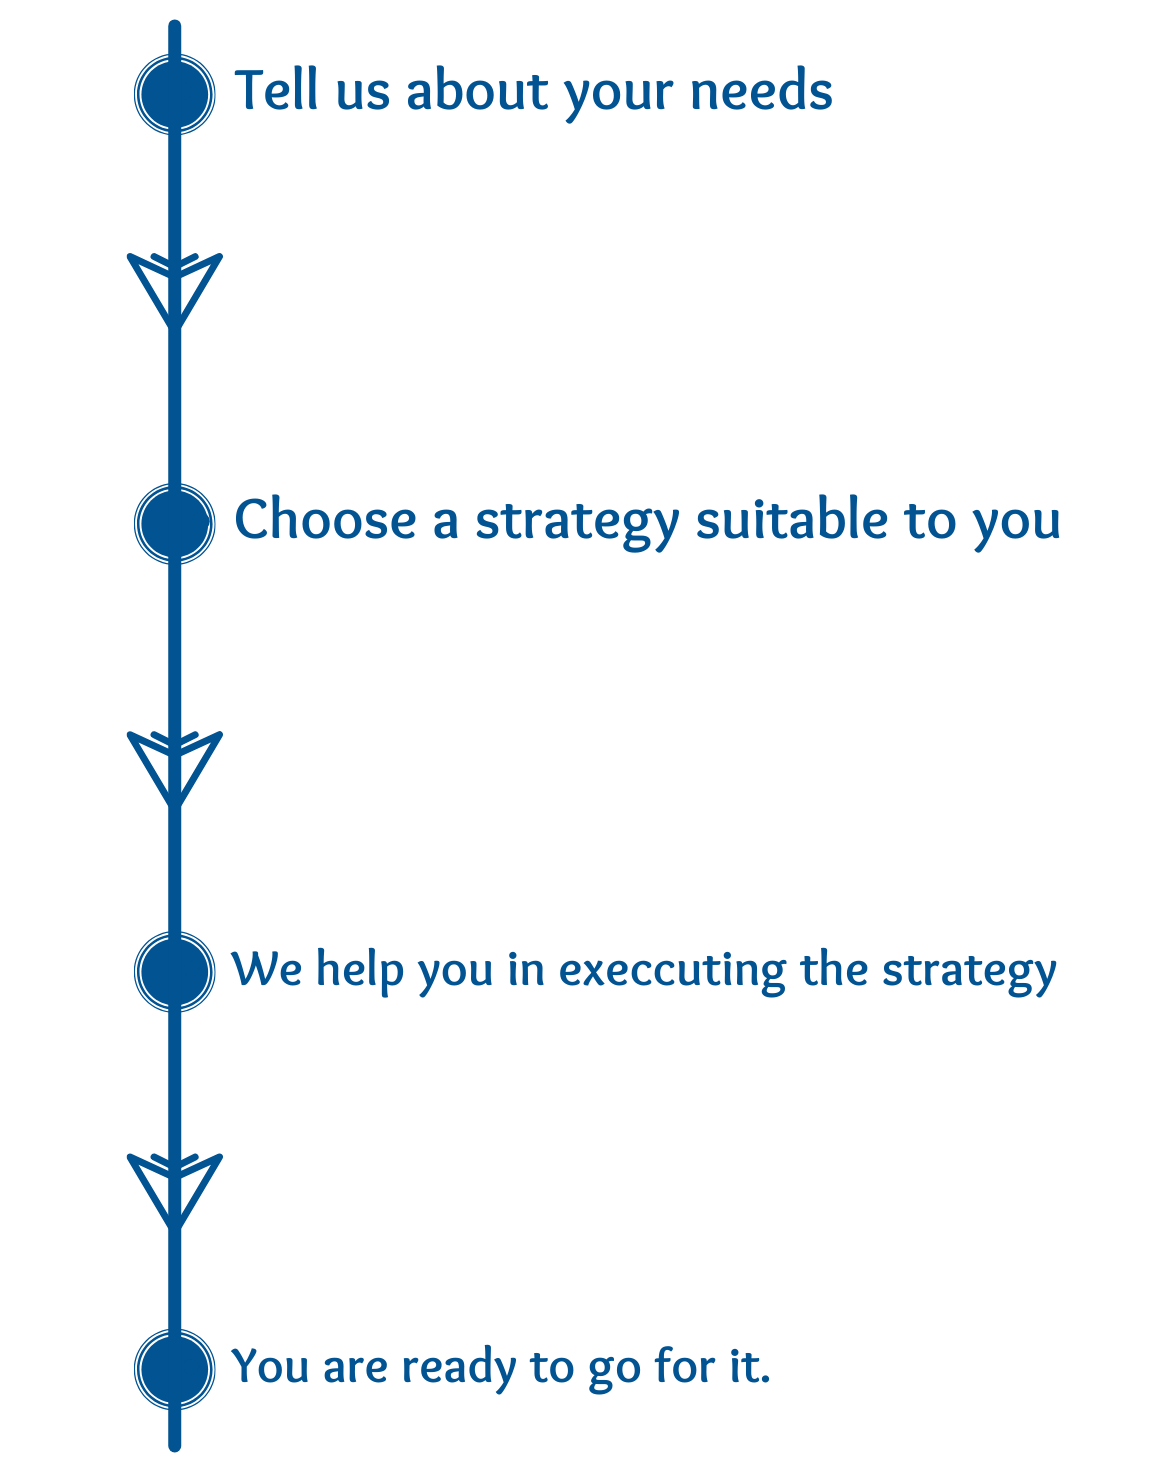 Tell us about your needs
Choose a strategy suitable to you
We help you in execcuting the strategy
You are ready to go for it.